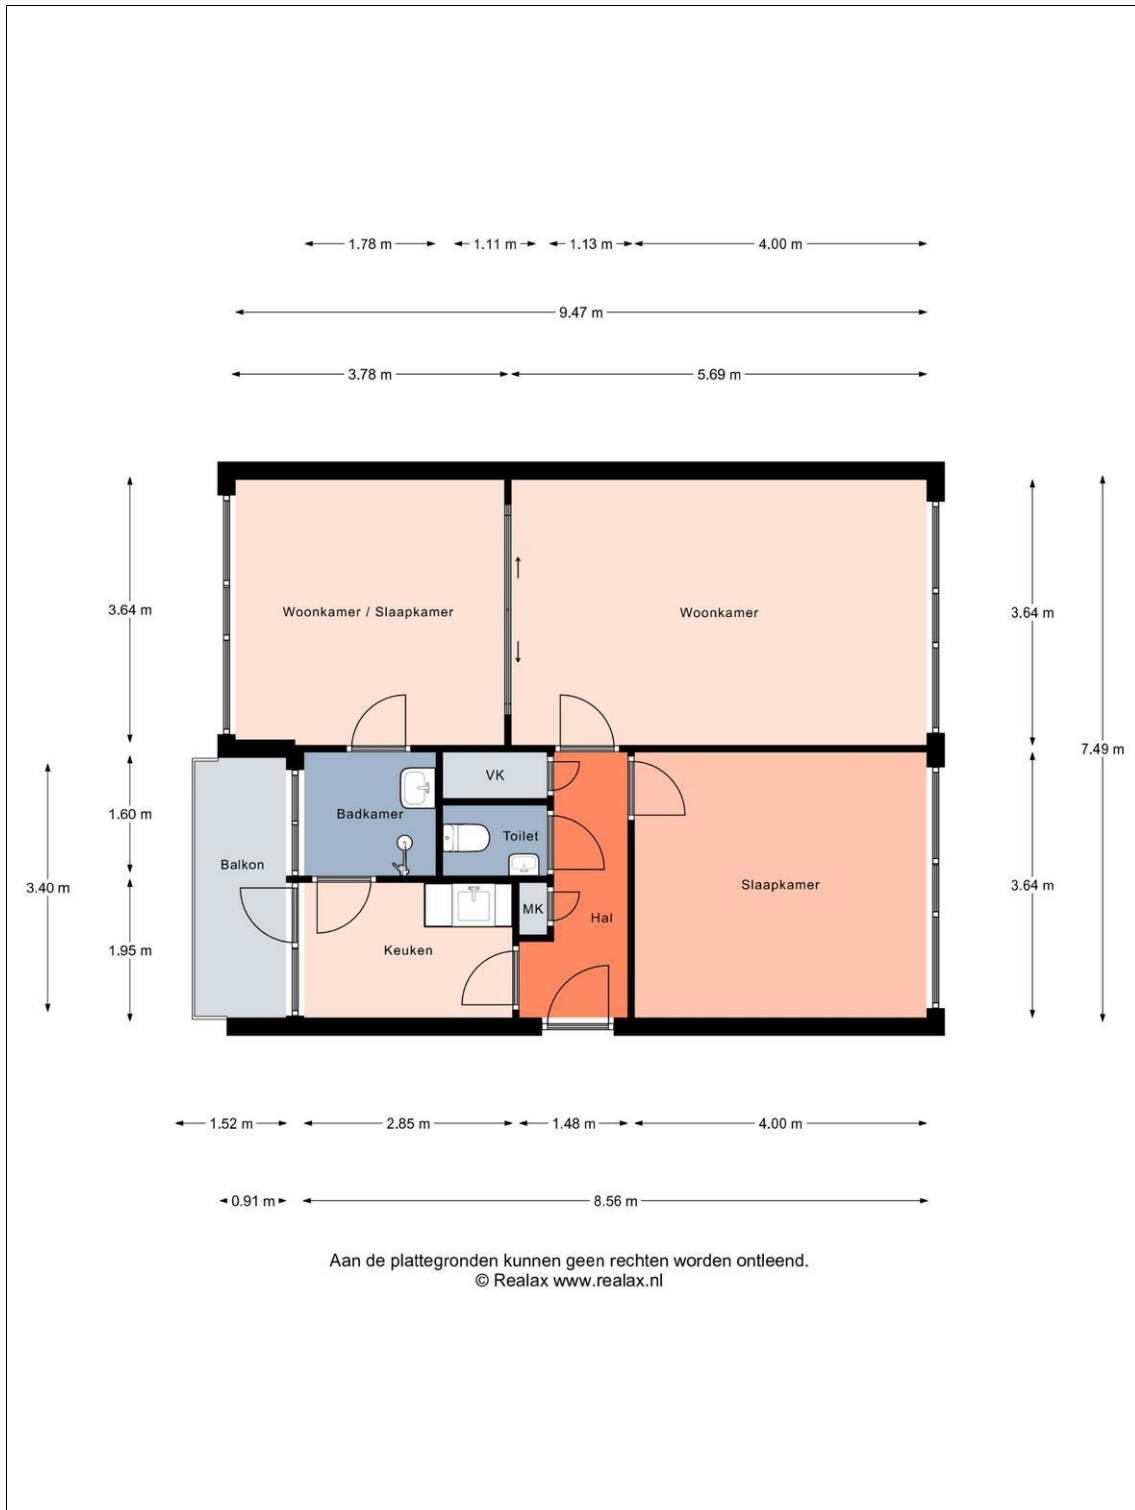 1.78 m
1.11 m
1.13 m
4.00 m
9.47 m
3.78 m
5.69 m
3.64 m
Woonkamer / Slaapkamer
Woonkamer
3.64 m
7.49 m
VK
1.60 m
Badkamer
Toilet
Balkon
3.40 m
Slaapkamer
3.64 m
MK
Hal
1.95 m
Keuken
1.52 m
2.85 m
1.48 m
4.00 m
0.91 m
8.56 m
Aan de plattegronden kunnen geen rechten worden ontleend.
© Realax www.realax.nl